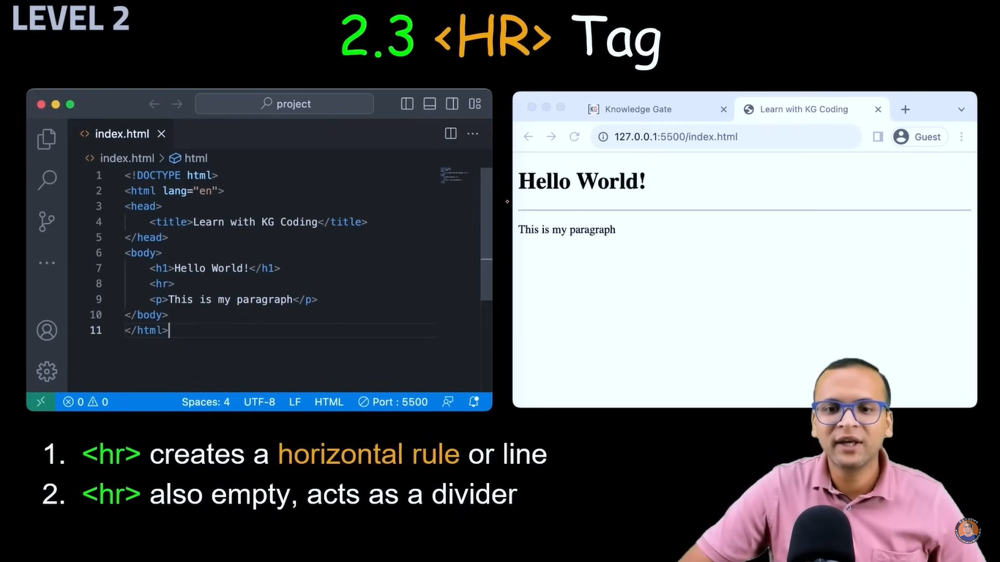 LEVEL 2
2.3 <HR> Tag
project
index.html
index.html > html
1 <!DOCTYPE html>
2 <html lang="en">
3 <head>
4 <title>Learn with KG Coding</title>
5 </head>
6 <body>
7 <h1>Hello World!</h1>
8 <hr>
9 <p>This is my paragraph</p>
10 </body>
11 </html>
0 0 Spaces: 4 UTF-8 LF HTML Port : 5500
[KG] Knowledge Gate
Learn with KG Coding
127.0.0.1:5500/index.html
Guest
Hello World!
This is my paragraph
1. <hr> creates a horizontal rule or line
2. <hr> also empty, acts as a divider